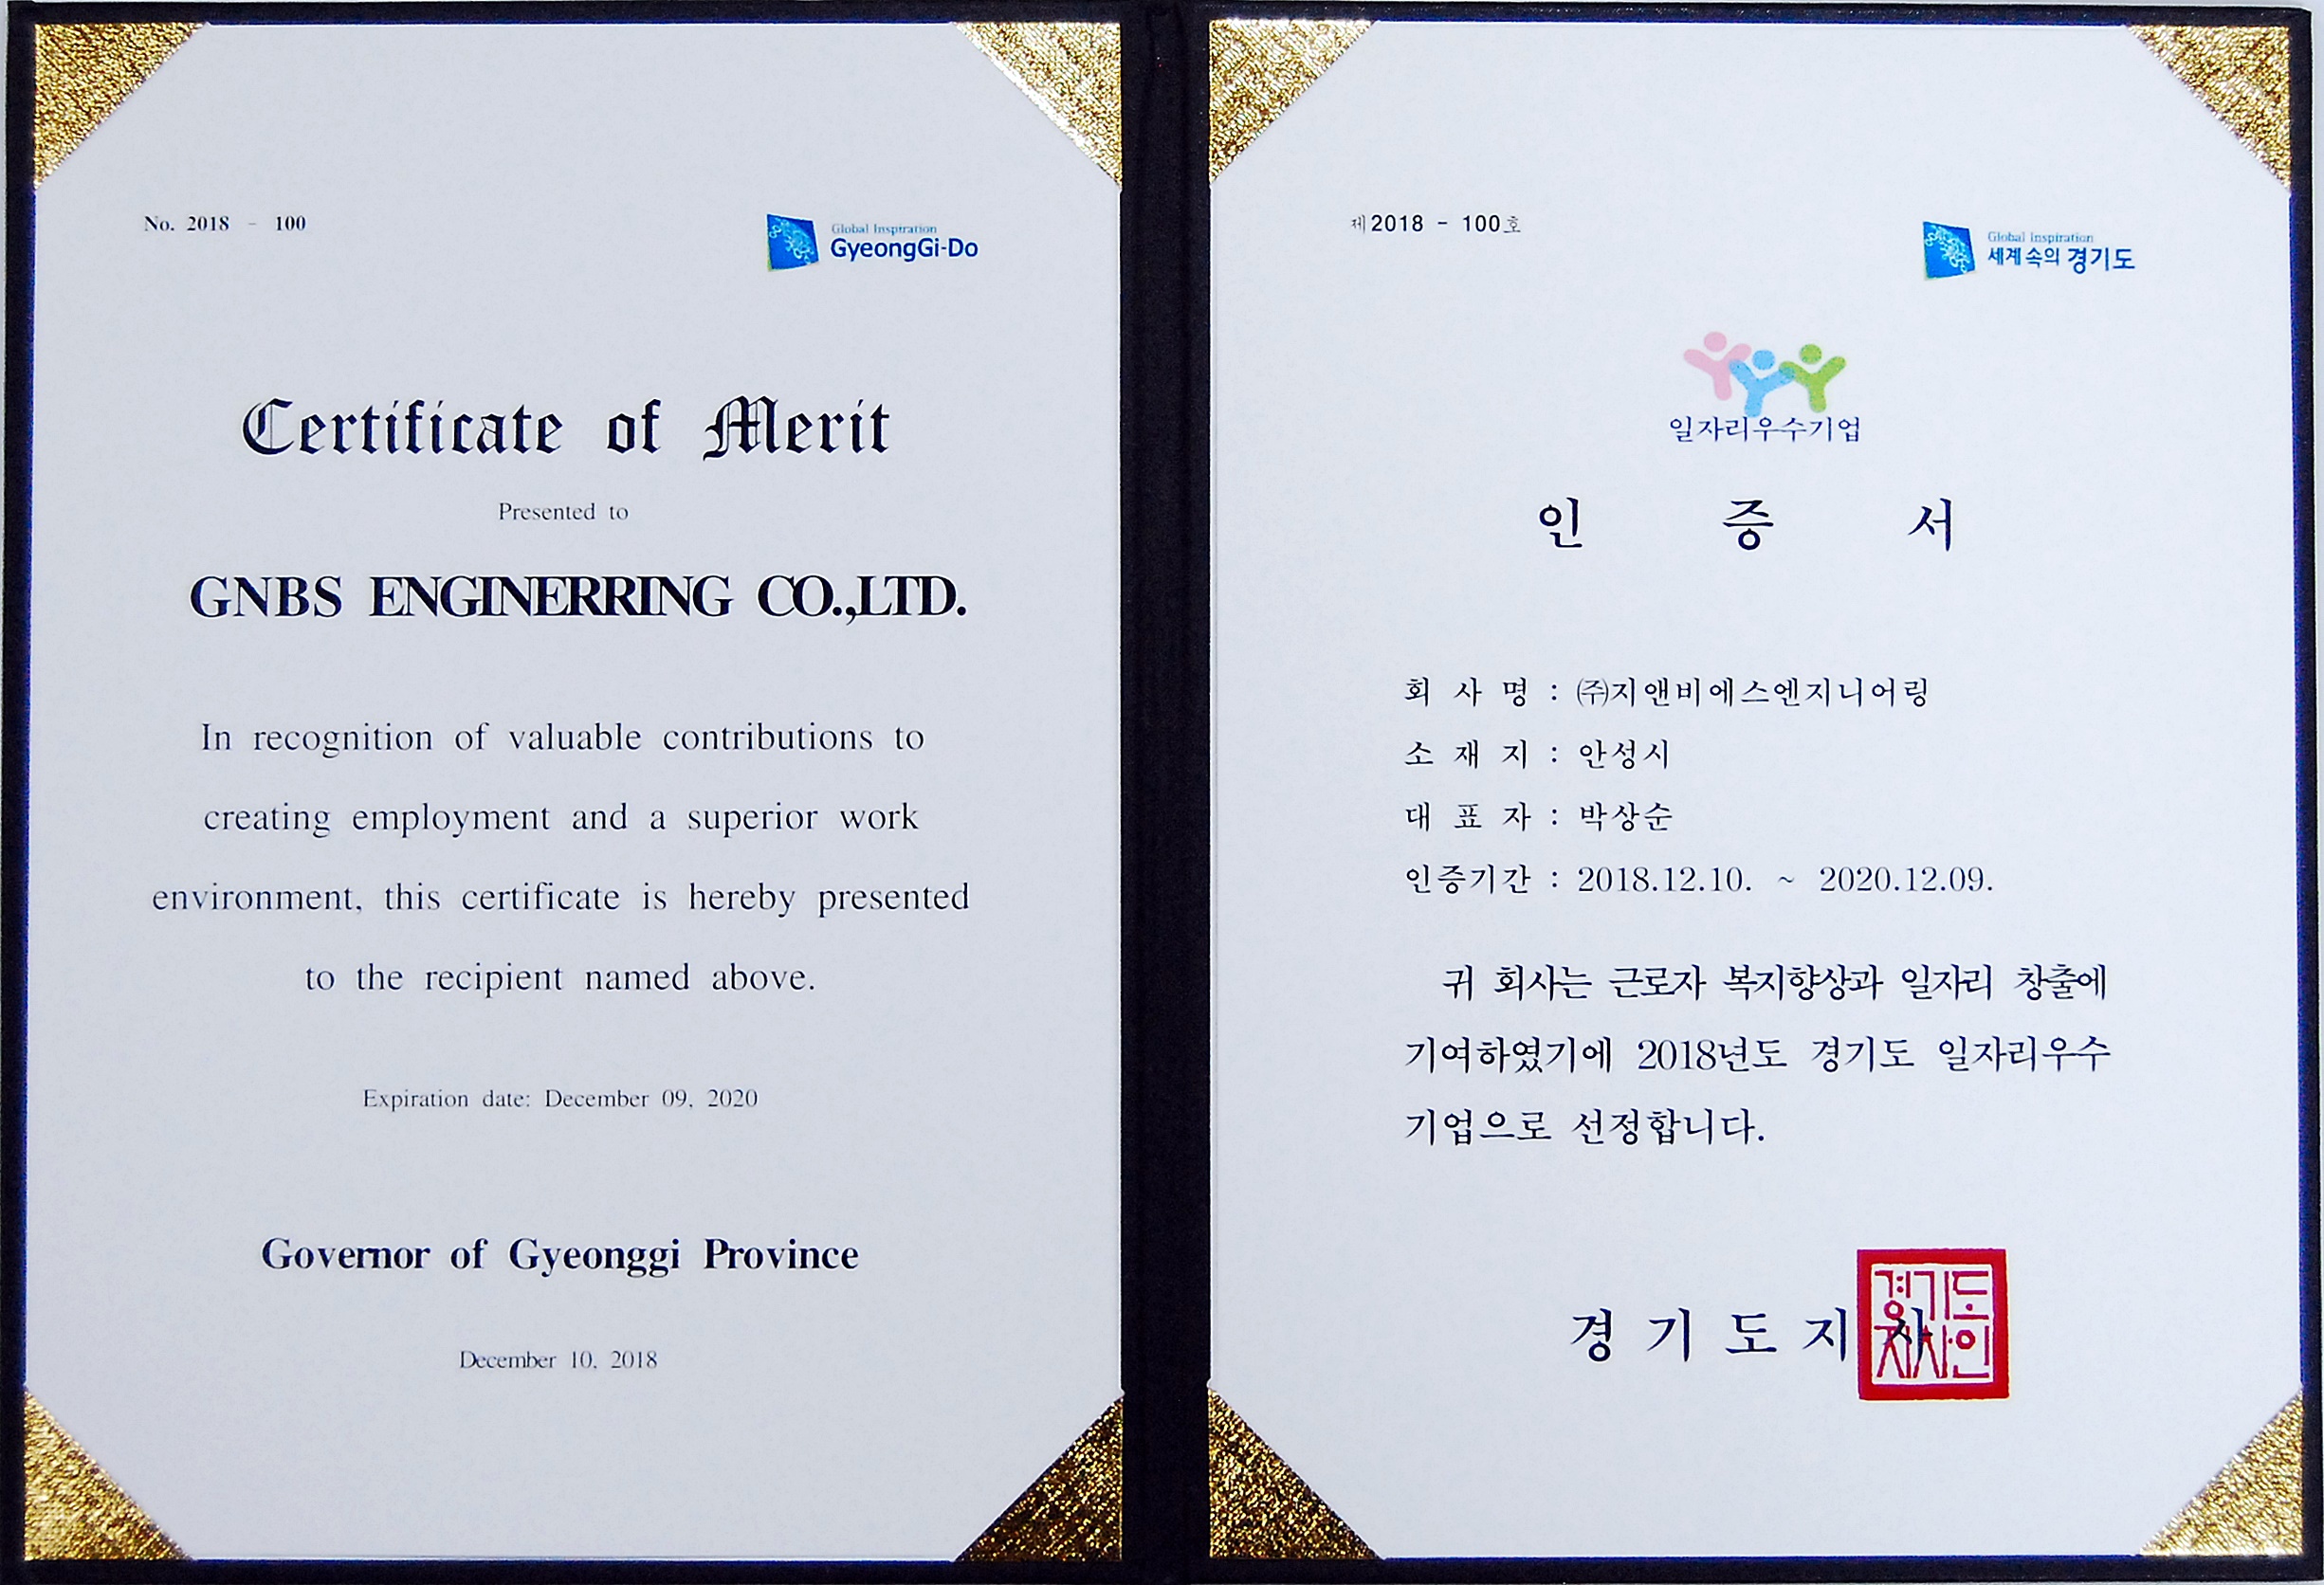 No. 2018 - 100
Global Inspiration
GyeongGi-Do
Certificate of Merit
Presented to
GNBS ENGINERRING CO.,LTD.
In recognition of valuable contributions to
creating employment and a superior work
environment, this certificate is hereby presented
to the recipient named above.
Expiration date: December 09, 2020
Governor of Gyeonggi Province
December 10, 2018
제2018 - 100호
Global Inspiration
세계속의 경기도
일자리우수기업
인 증 서
회 사 명 : ㈜지앤비에스엔지니어링
소 재 지 : 안성시
대 표 자 : 박상순
인증기간 : 2018.12.10. ~ 2020.12.09.
귀 회사는 근로자 복지향상과 일자리 창출에
기여하였기에 2018년도 경기도 일자리우수
기업으로 선정합니다.
경 기 도 지 사
경기도
지사인